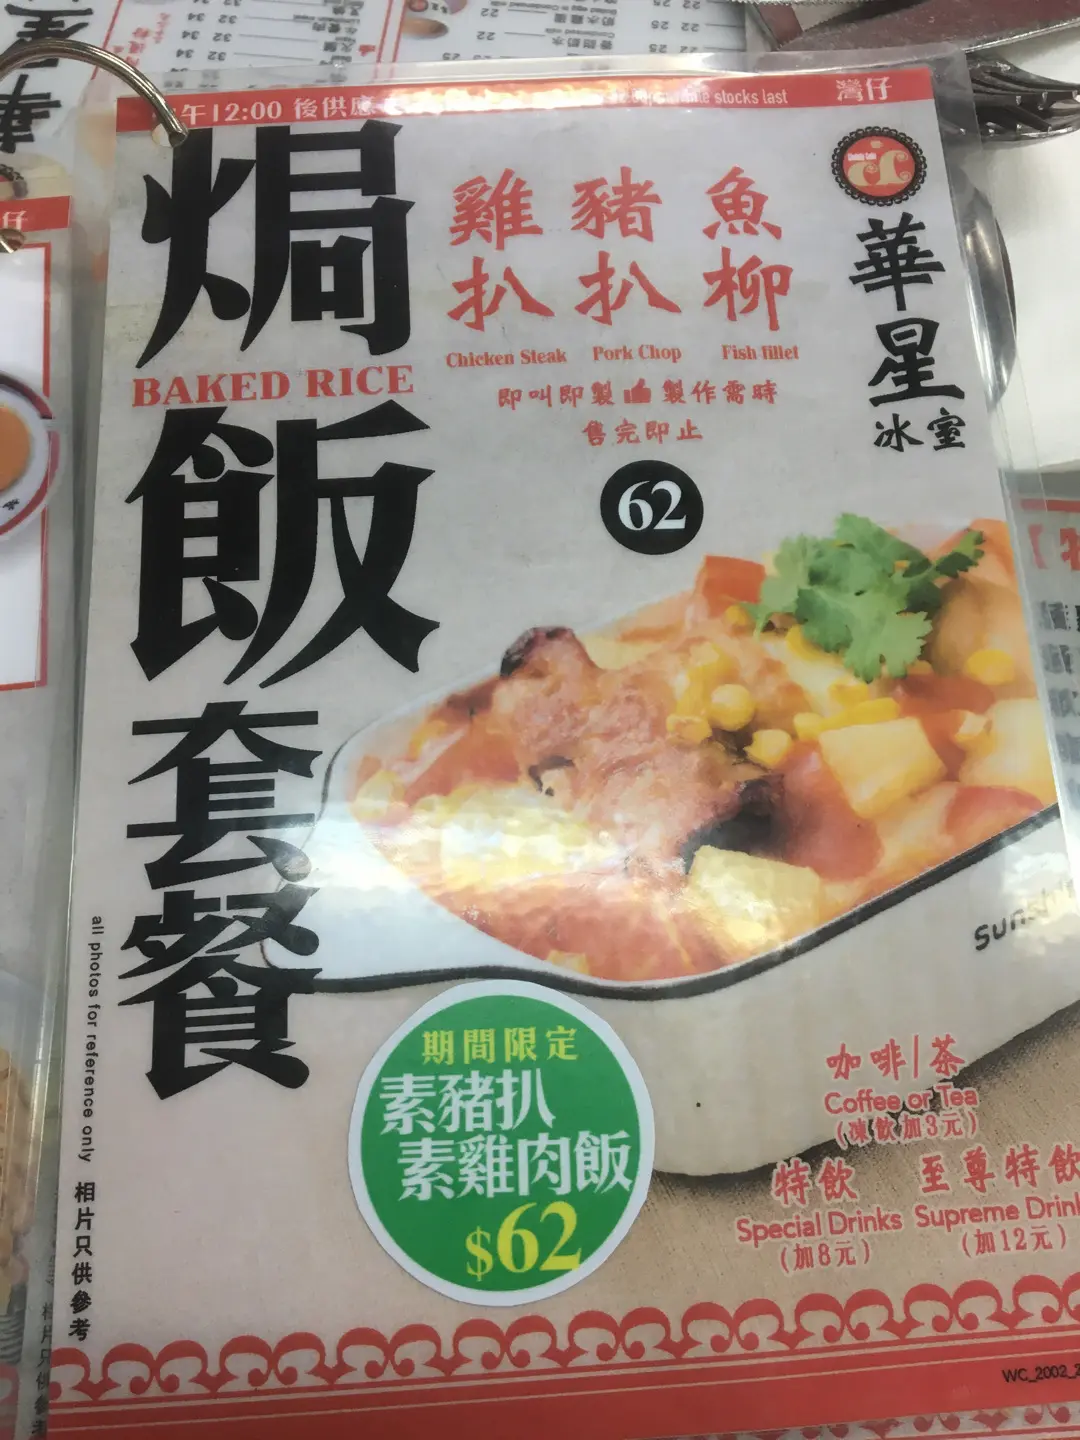 午12:00 後供應
while stocks last
灣仔
焗飯套餐
BAKED RICE
雞扒
豬扒
魚柳
Chicken Steak
Pork Chop
Fish fillet
即叫即製 製作需時
售完即止
62
華星
冰室
期間限定
素豬扒
素雞肉飯
$62
咖啡/茶
Coffee or Tea
(凍飲加3元)
特飲
Special Drinks
(加8元)
至尊特飲
Supreme Drink
(加12元)
all photos for reference only 相片只供參考
WC_2002_2